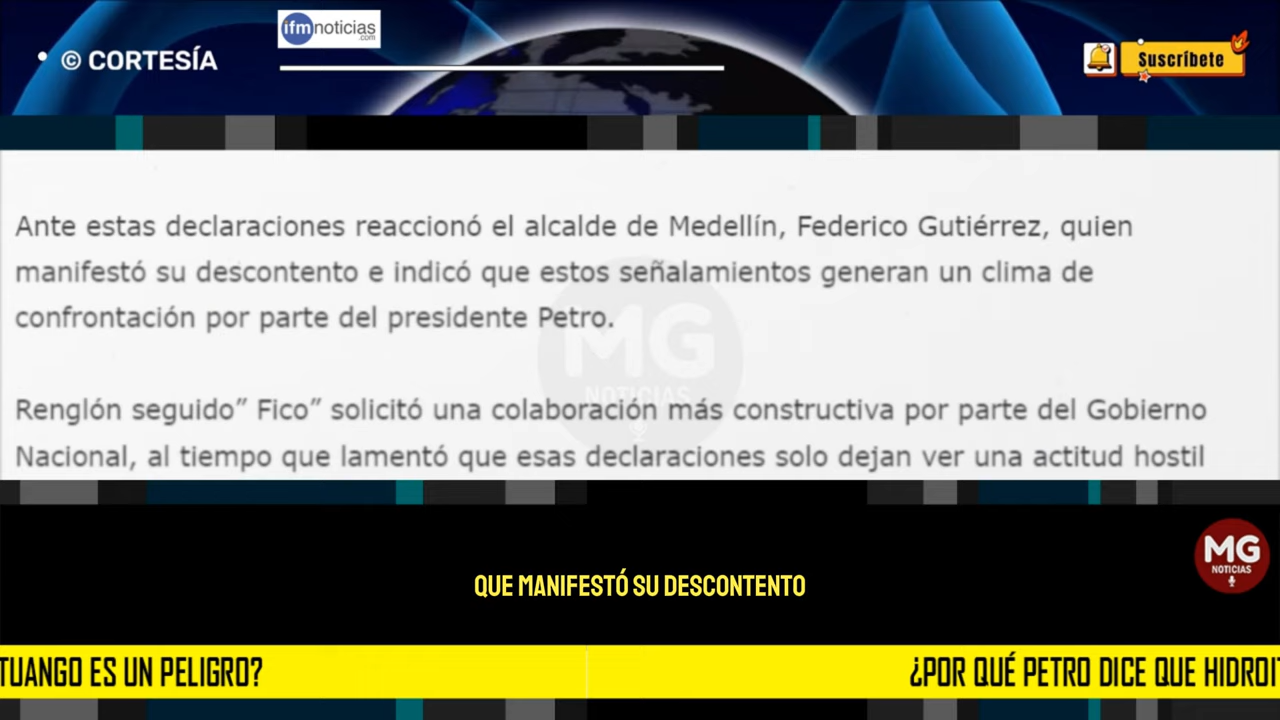 © CORTESÍA
ifmnoticias
.com
Suscríbete
Ante estas declaraciones reaccionó el alcalde de Medellín, Federico Gutiérrez, quien
manifestó su descontento e indicó que estos señalamientos generan un clima de
confrontación por parte del presidente Petro.
MG
NOTICIAS
Renglón seguido” Fico” solicitó una colaboración más constructiva por parte del Gobierno
Nacional, al tiempo que lamentó que esas declaraciones solo dejan ver una actitud hostil
MG
NOTICIAS
QUE MANIFESTÓ SU DESCONTENTO
TUANGO ES UN PELIGRO? ¿POR QUÉ PETRO DICE QUE HIDROI